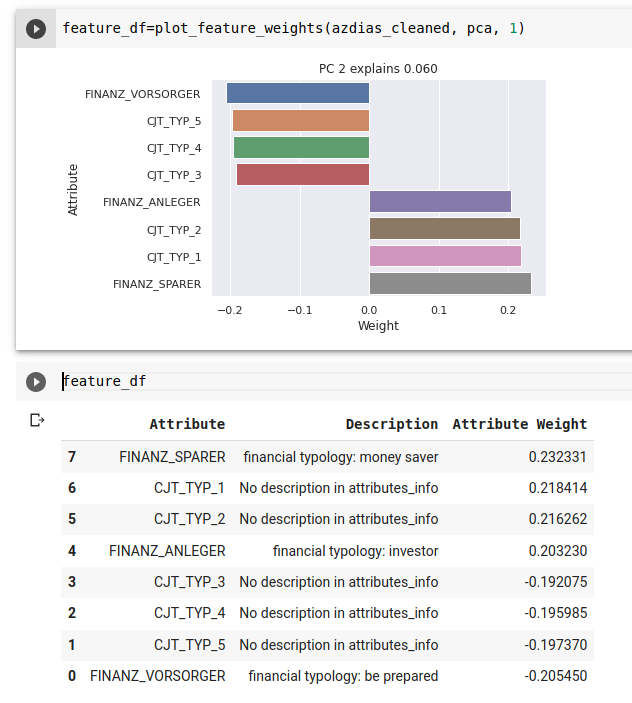 feature_df=plot_feature_weights(azdias_cleaned, pca, 1)
PC 2 explains 0.060
FINANZ_VORSORGER
CJT_TYP_5
CJT_TYP_4
CJT_TYP_3
FINANZ_ANLEGER
CJT_TYP_2
CJT_TYP_1
FINANZ_SPARER
Attribute
−0.2 −0.1 0.0 0.1 0.2
Weight
feature_df
Attribute Description Attribute Weight
7 FINANZ_SPARER financial typology: money saver 0.232331
6 CJT_TYP_1 No description in attributes_info 0.218414
5 CJT_TYP_2 No description in attributes_info 0.216262
4 FINANZ_ANLEGER financial typology: investor 0.203230
3 CJT_TYP_3 No description in attributes_info -0.192075
2 CJT_TYP_4 No description in attributes_info -0.195985
1 CJT_TYP_5 No description in attributes_info -0.197370
0 FINANZ_VORSORGER financial typology: be prepared -0.205450